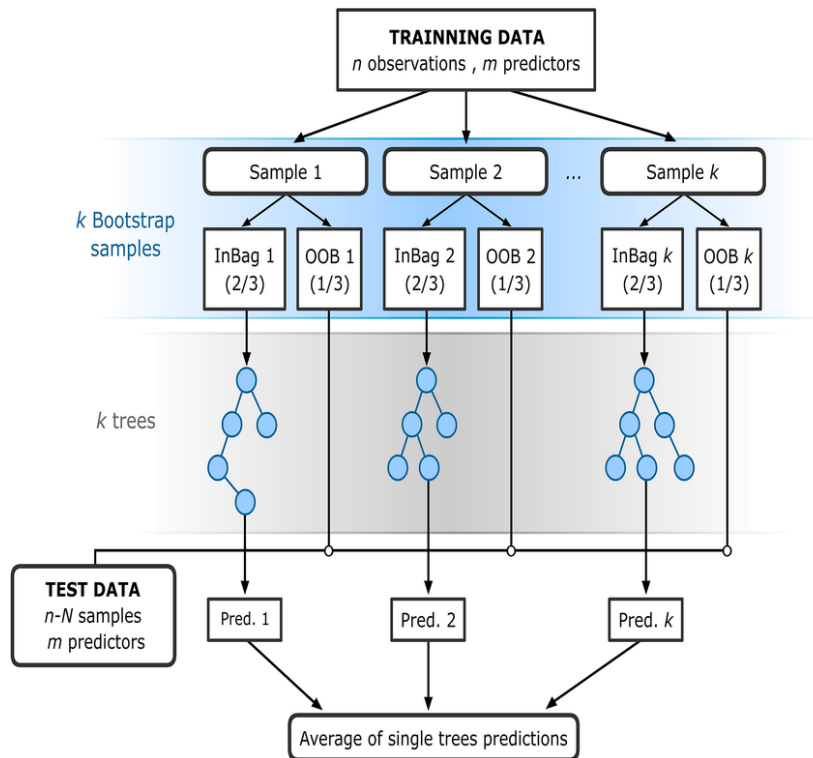 TRAINNING DATA
n observations , m predictors
Sample 1
Sample 2
...
Sample k
k Bootstrap
samples
InBag 1
(2/3)
OOB 1
(1/3)
InBag 2
(2/3)
OOB 2
(1/3)
InBag k
(2/3)
OOB k
(1/3)
k trees
TEST DATA
n-N samples
m predictors
Pred. 1
Pred. 2
Pred. k
Average of single trees predictions